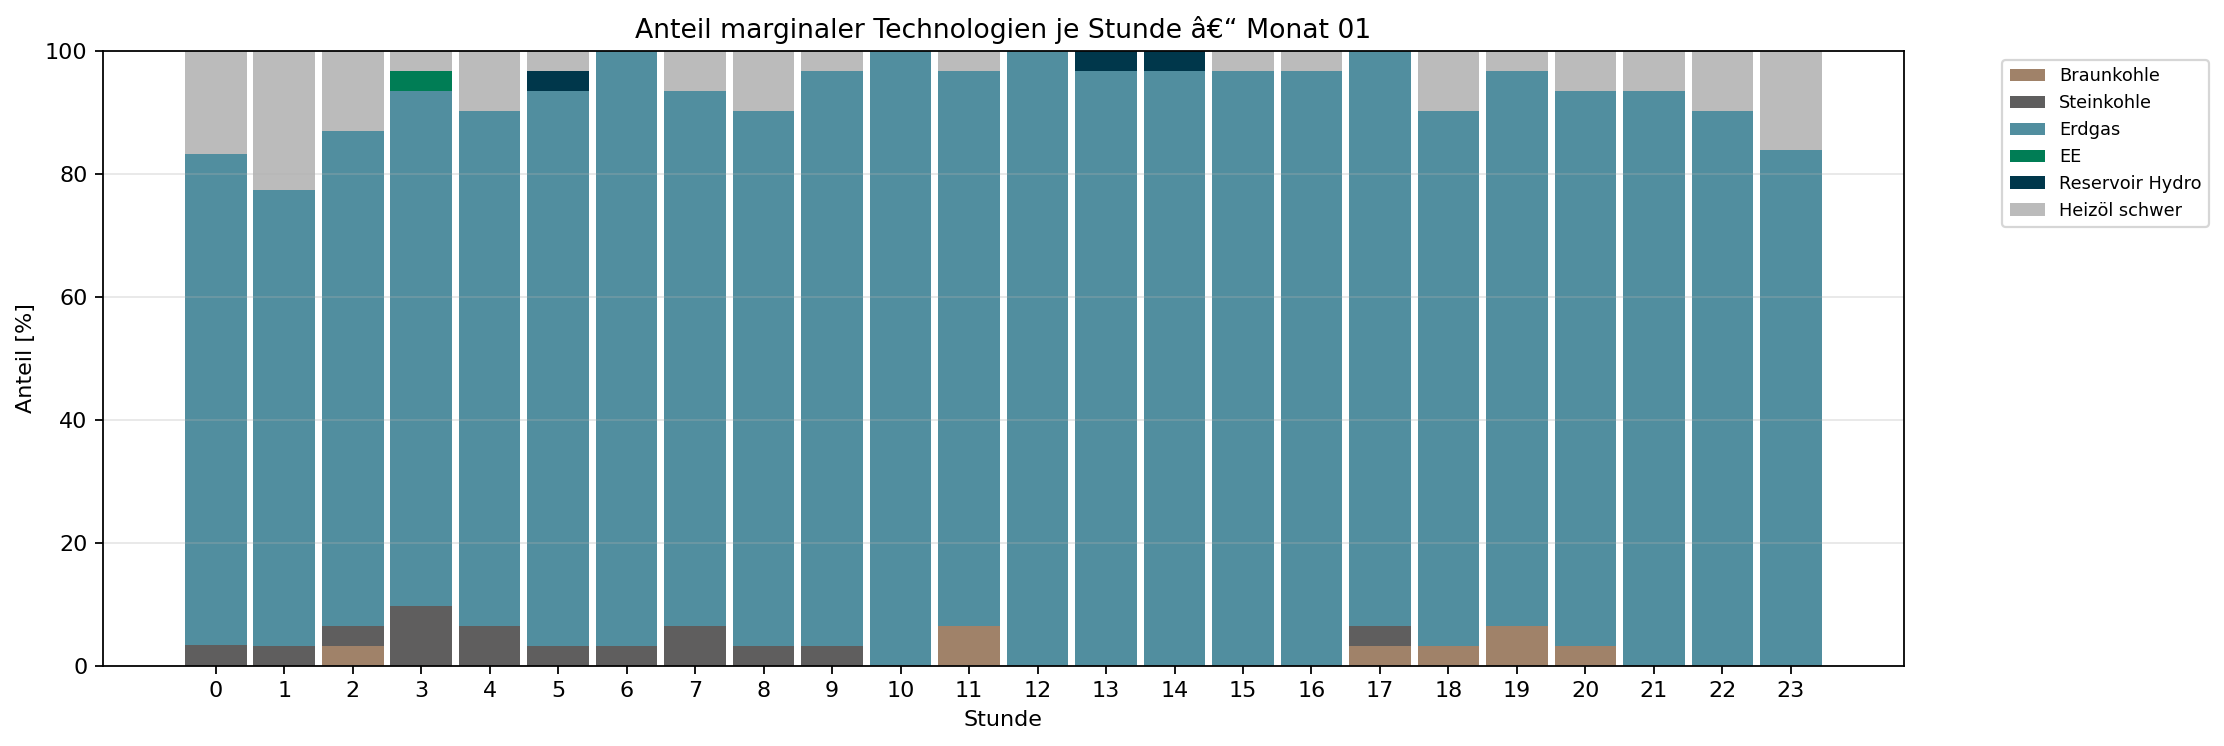 Anteil marginaler Technologien je Stunde â€“ Monat 01
Anteil [%]
100
80
60
40
20
0
0 1 2 3 4 5 6 7 8 9 10 11 12 13 14 15 16 17 18 19 20 21 22 23
Stunde
Braunkohle
Steinkohle
Erdgas
EE
Reservoir Hydro
Heizöl schwer